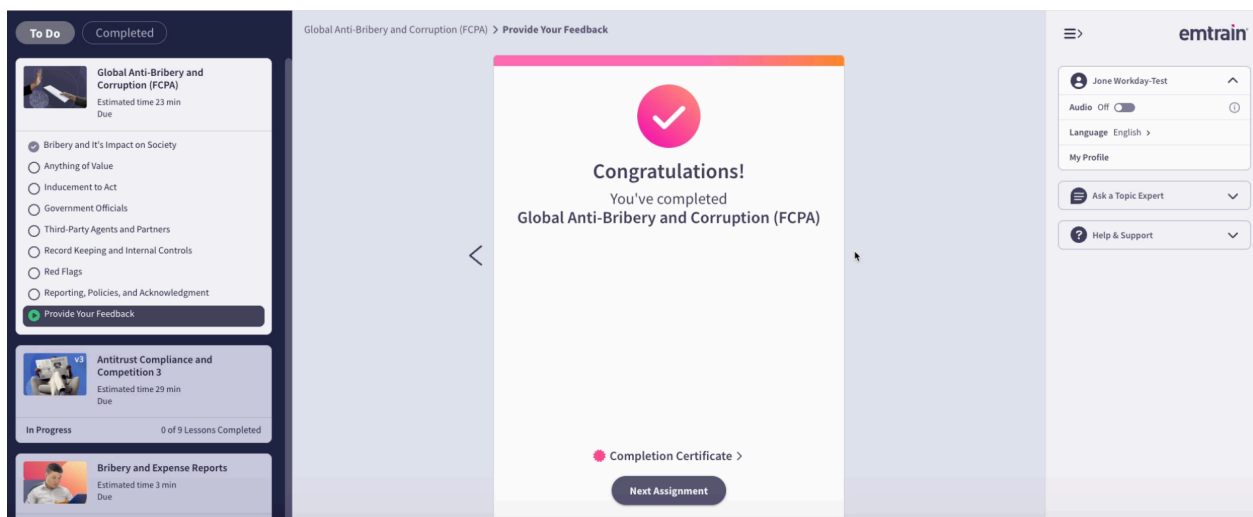 To Do
Completed
Global Anti-Bribery and
Corruption (FCPA)
Estimated time 23 min
Due
Bribery and It's Impact on Society
Anything of Value
Inducement to Act
Government Officials
Third-Party Agents and Partners
Record Keeping and Internal Controls
Red Flags
Reporting, Policies, and Acknowledgment
Provide Your Feedback
v3
Antitrust Compliance and
Competition 3
Estimated time 29 min
Due
In Progress 0 of 9 Lessons Completed
Bribery and Expense Reports
Estimated time 3 min
Due
Global Anti-Bribery and Corruption (FCPA) > Provide Your Feedback
Congratulations!
You've completed
Global Anti-Bribery and Corruption (FCPA)
Completion Certificate >
Next Assignment
emtrain
Jone Workday-Test
Audio Off
Language English >
My Profile
Ask a Topic Expert
Help & Support